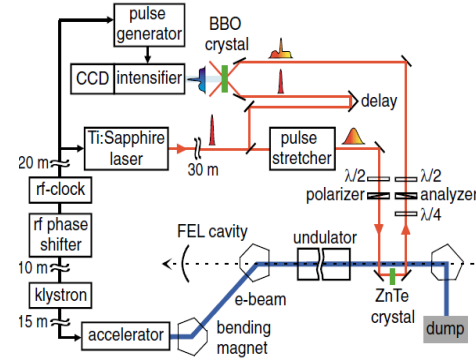 pulse
generator
BBO
crystal
CCD
intensifier
delay
Ti:Sapphire
laser
30 m
pulse
stretcher
20 m
λ/2
λ/2
polarizer
analyzer
λ/4
rf-clock
rf phase
shifter
FEL cavity
undulator
10 m
klystron
e-beam
ZnTe
crystal
15 m
accelerator
bending
magnet
dump